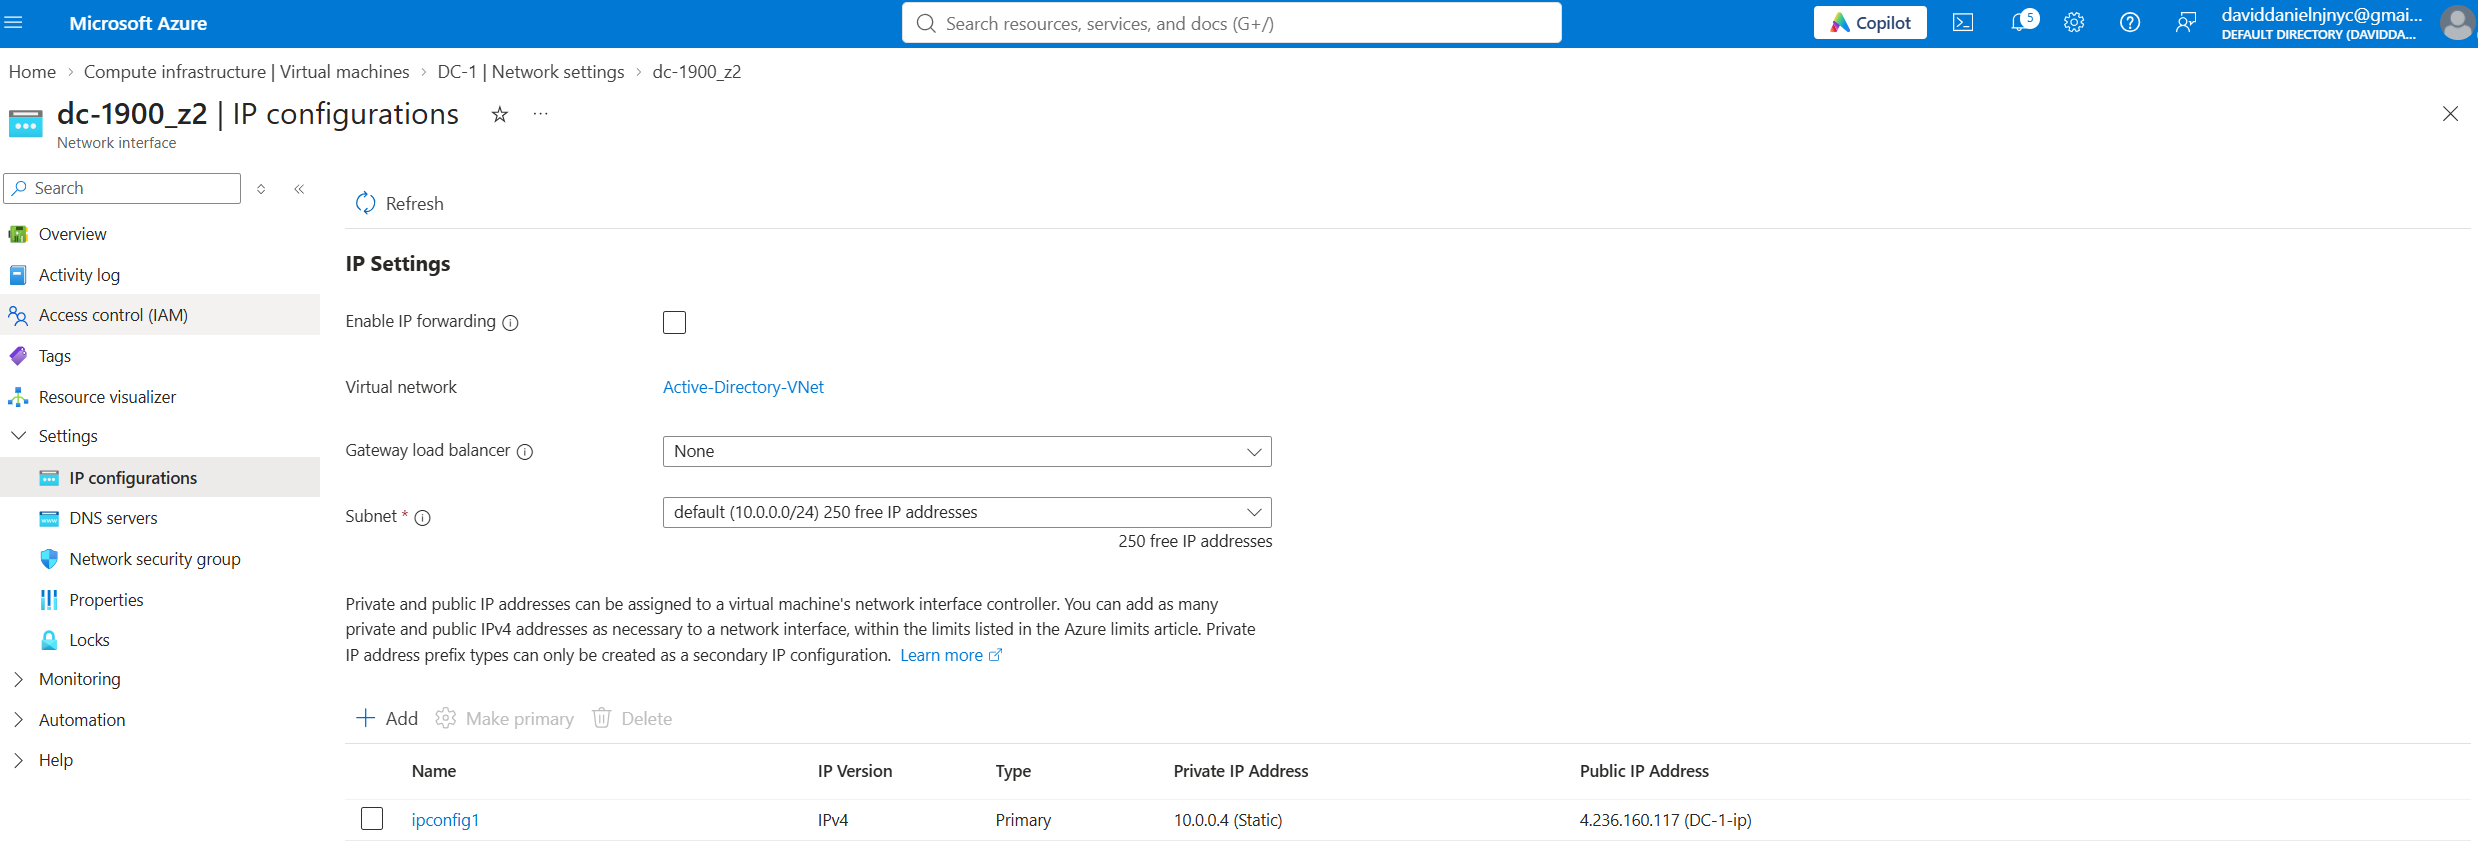 Microsoft Azure
Search resources, services, and docs (G+/)
Copilot
5
daviddanielnjnyc@gmai...
DEFAULT DIRECTORY (DAVIDDA...
Home > Compute infrastructure | Virtual machines > DC-1 | Network settings > dc-1900_z2
dc-1900_z2 | IP configurations
Network interface
Search
Overview
Activity log
Access control (IAM)
Tags
Resource visualizer
Settings
IP configurations
DNS servers
Network security group
Properties
Locks
Monitoring
Automation
Help
Refresh
IP Settings
Enable IP forwarding
Virtual network Active-Directory-VNet
Gateway load balancer None
Subnet * default (10.0.0.0/24) 250 free IP addresses
250 free IP addresses
Private and public IP addresses can be assigned to a virtual machine's network interface controller. You can add as many
private and public IPv4 addresses as necessary to a network interface, within the limits listed in the Azure limits article. Private
IP address prefix types can only be created as a secondary IP configuration. Learn more
Add Make primary Delete
Name IP Version Type Private IP Address Public IP Address
ipconfig1 IPv4 Primary 10.0.0.4 (Static) 4.236.160.117 (DC-1-ip)